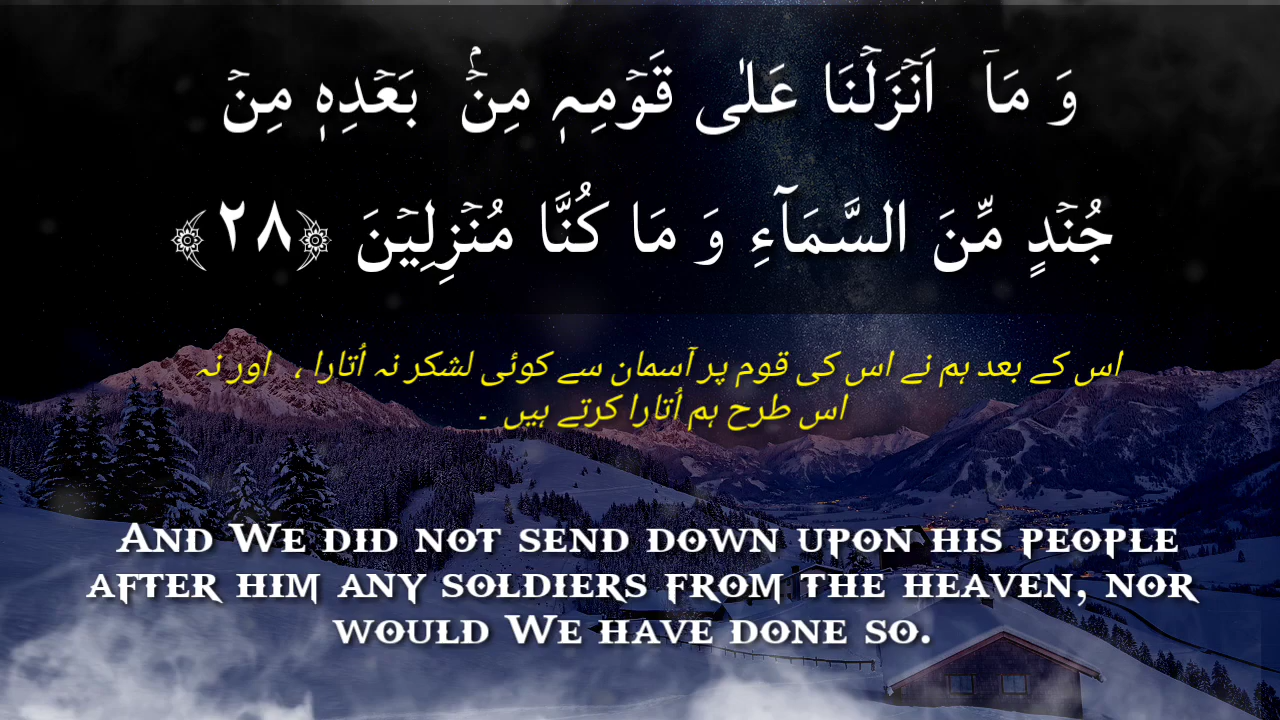 وَ مَاۤ اَنۡزَلۡنَا عَلٰی قَوۡمِہٖ مِنۡۢ بَعۡدِہٖ مِنۡ
جُنۡدٍ مِّنَ السَّمَآءِ وَ مَا کُنَّا مُنۡزِلِیۡنَ ﴿۲۸﴾
اس کے بعد ہم نے اس کی قوم پر آسمان سے کوئی لشکر نہ اُتارا ، اور نہ
اس طرح ہم اُتارا کرتے ہیں ۔
And We did not send down upon his people
after him any soldiers from the heaven, nor
would We have done so.